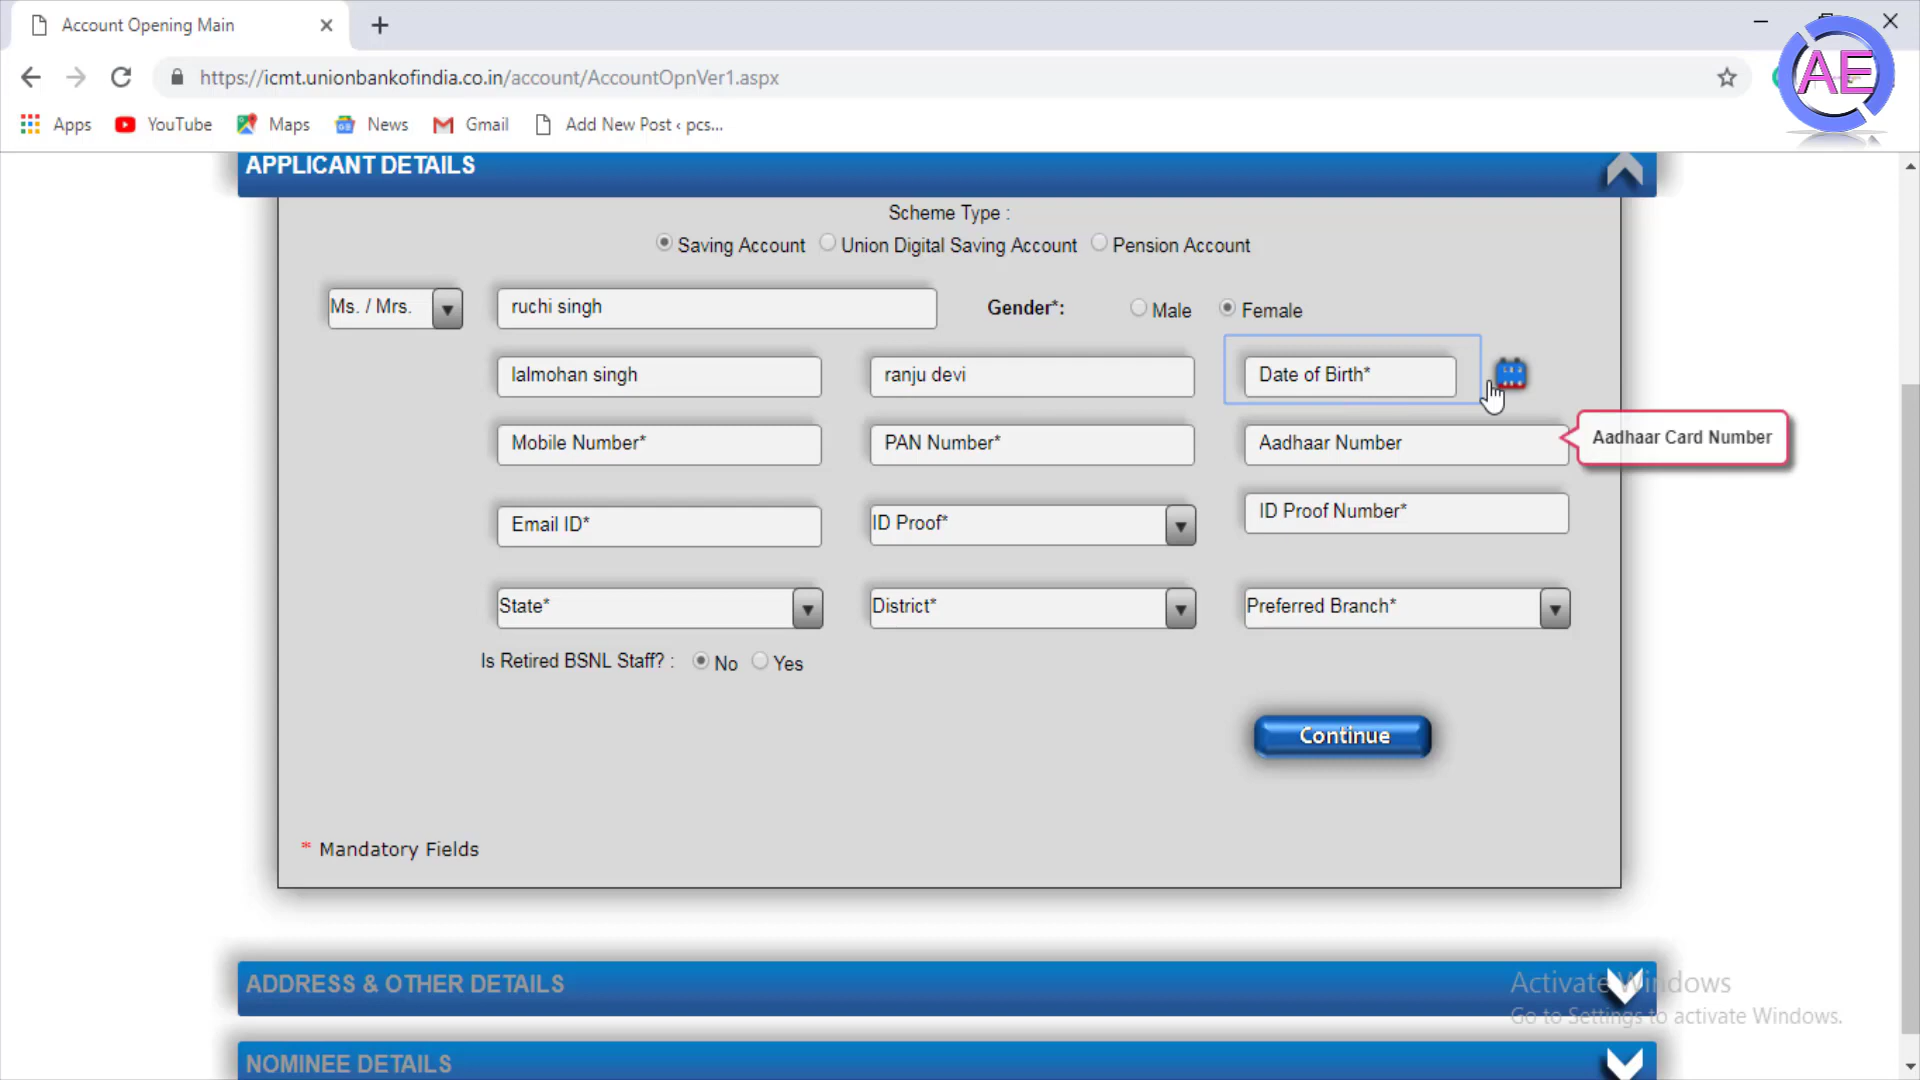 Account Opening Main
https://icmt.unionbankofindia.co.in/account/AccountOpnVer1.aspx
AE
Apps YouTube Maps News Gmail Add New Post ‹ pcs...
APPLICANT DETAILS
Scheme Type :
Saving Account Union Digital Saving Account Pension Account
Ms. / Mrs. ruchi singh Gender*: Male Female
lalmohan singh ranju devi Date of Birth*
Mobile Number* PAN Number* Aadhaar Number Aadhaar Card Number
Email ID* ID Proof* ID Proof Number*
State* District* Preferred Branch*
Is Retired BSNL Staff? : No Yes
Continue
* Mandatory Fields
ADDRESS & OTHER DETAILS
Activate Windows
Go to Settings to activate Windows.
NOMINEE DETAILS